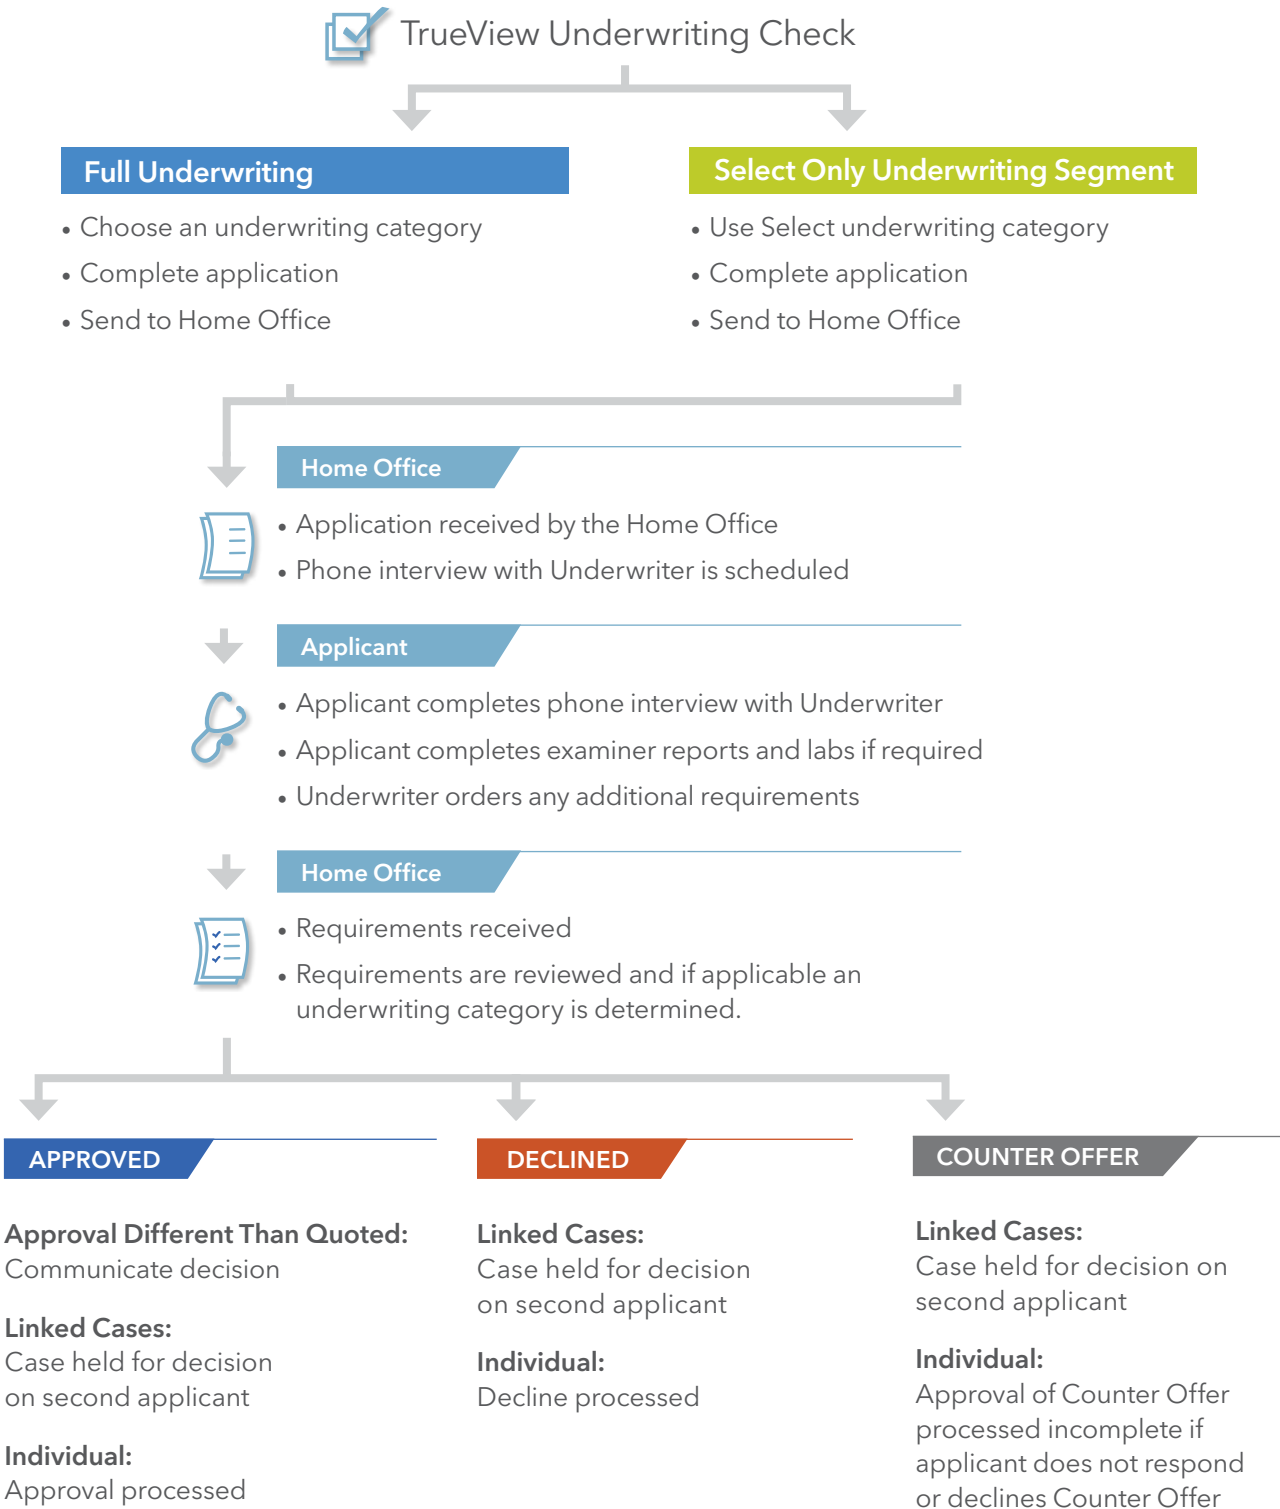 TrueView Underwriting Check
Full Underwriting
• Choose an underwriting category
• Complete application
• Send to Home Office
Select Only Underwriting Segment
• Use Select underwriting category
• Complete application
• Send to Home Office
Home Office
• Application received by the Home Office
• Phone interview with Underwriter is scheduled
Applicant
• Applicant completes phone interview with Underwriter
• Applicant completes examiner reports and labs if required
• Underwriter orders any additional requirements
Home Office
• Requirements received
• Requirements are reviewed and if applicable an
underwriting category is determined.
APPROVED
Approval Different Than Quoted:
Communicate decision
Linked Cases:
Case held for decision
on second applicant
Individual:
Approval processed
DECLINED
Linked Cases:
Case held for decision
on second applicant
Individual:
Decline processed
COUNTER OFFER
Linked Cases:
Case held for decision on
second applicant
Individual:
Approval of Counter Offer
processed incomplete if
applicant does not respond
or declines Counter Offer